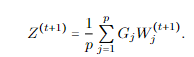 $Z^{(t+1)} = \frac{1}{p} \sum_{j=1}^{p} G_j W_j^{(t+1)}.$